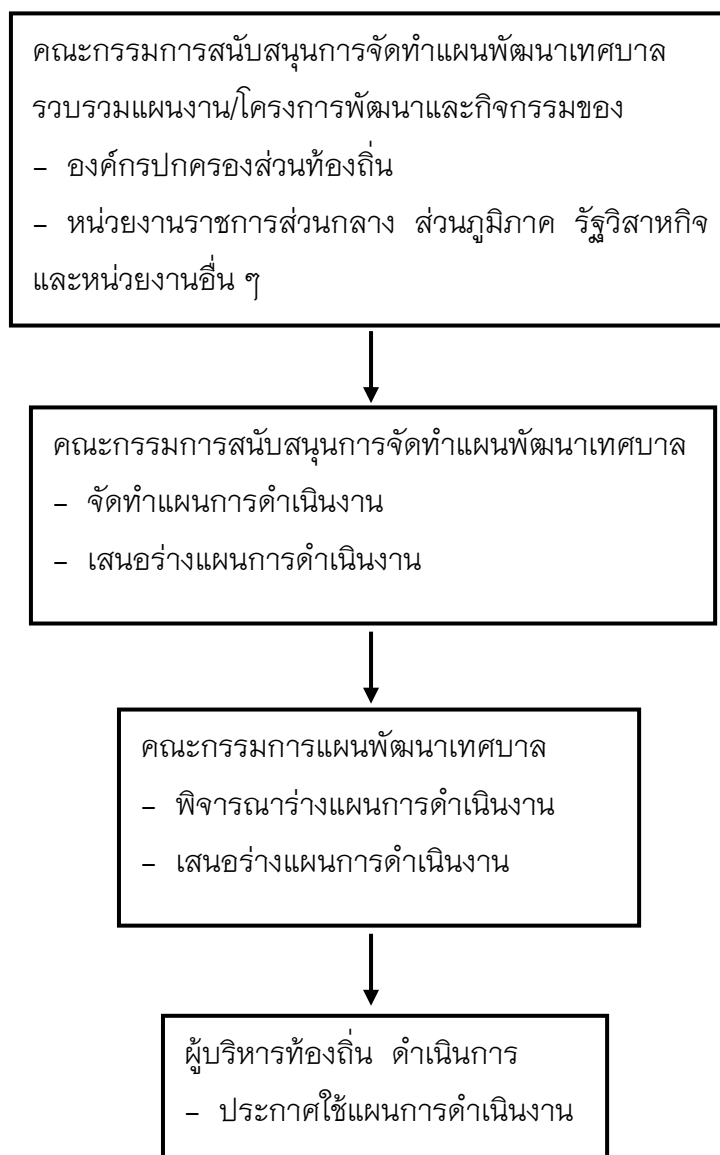 คณะกรรมการสนับสนุนการจัดทำแผนพัฒนาเทศบาล
รวบรวมแผนงาน/โครงการพัฒนาและกิจกรรมของ
– องค์กรปกครองส่วนท้องถิ่น
– หน่วยงานราชการส่วนกลาง ส่วนภูมิภาค รัฐวิสาหกิจ
และหน่วยงานอื่น ๆ
คณะกรรมการสนับสนุนการจัดทำแผนพัฒนาเทศบาล
– จัดทำแผนการดำเนินงาน
– เสนอร่างแผนการดำเนินงาน
คณะกรรมการแผนพัฒนาเทศบาล
– พิจารณาร่างแผนการดำเนินงาน
– เสนอร่างแผนการดำเนินงาน
ผู้บริหารท้องถิ่น ดำเนินการ
– ประกาศใช้แผนการดำเนินงาน